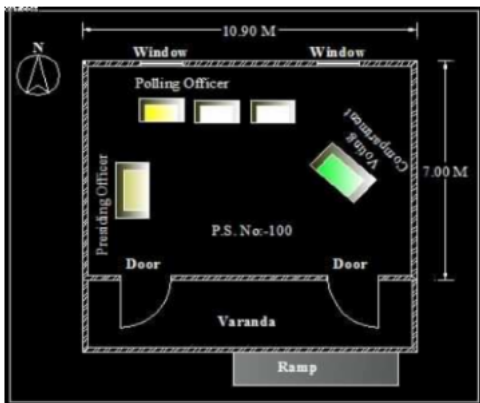 10.90 M
N
Window
Window
Polling Officer
Voting
Compartment
7.00 M
Presiding Officer
P.S. No:-100
Door
Door
Varanda
Ramp